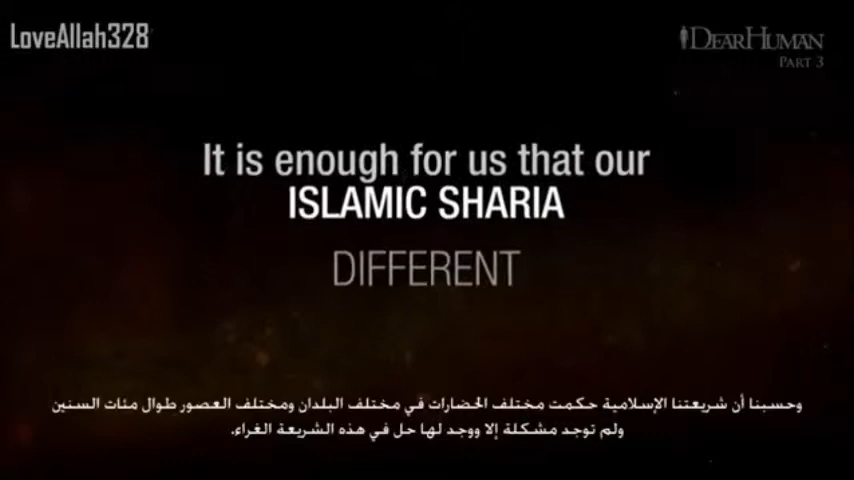 LoveAllah328
DEARHUMAN
PART 3
It is enough for us that our
ISLAMIC SHARIA
DIFFERENT
وحسبنا أن شريعتنا الإسلامية حكمت مختلف الحضارات في مختلف البلدان ومختلف العصور طوال مئات السنين
ولم توجد مشكلة إلا ووجد لها حل في هذه الشريعة الغراء.